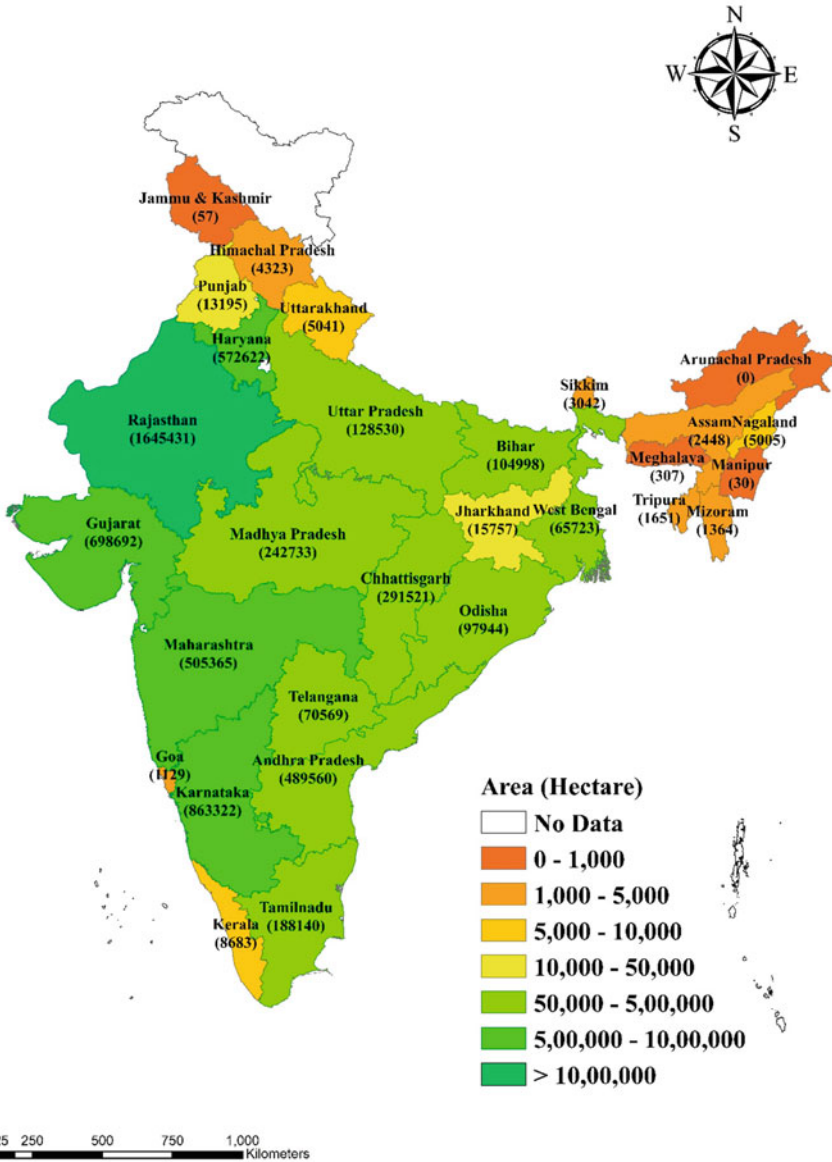 N
W E
S
Jammu & Kashmir
(57)
Himachal Pradesh
(4323)
Punjab
(13195)
Uttarakhand
(5041)
Haryana
(572622)
Arunachal Pradesh
(0)
Sikkim
(3042)
Rajasthan
(1645431)
Uttar Pradesh
(128530)
Assam
(2448)
Nagaland
(5005)
Bihar
(104998)
Meghalaya
(307)
Manipur
(30)
Tripura
(1651)
Mizoram
(1364)
Jharkhand
(15757)
West Bengal
(65723)
Gujarat
(698692)
Madhya Pradesh
(242733)
Chhattisgarh
(291521)
Odisha
(97944)
Maharashtra
(505365)
Telangana
(70569)
Goa
(1129)
Andhra Pradesh
(489560)
Karnataka
(863322)
Kerala
(8683)
Tamilnadu
(188140)
Area (Hectare)
No Data
0 - 1,000
1,000 - 5,000
5,000 - 10,000
10,000 - 50,000
50,000 - 5,00,000
5,00,000 - 10,00,000
> 10,00,000
25 250 500 750 1,000
Kilometers